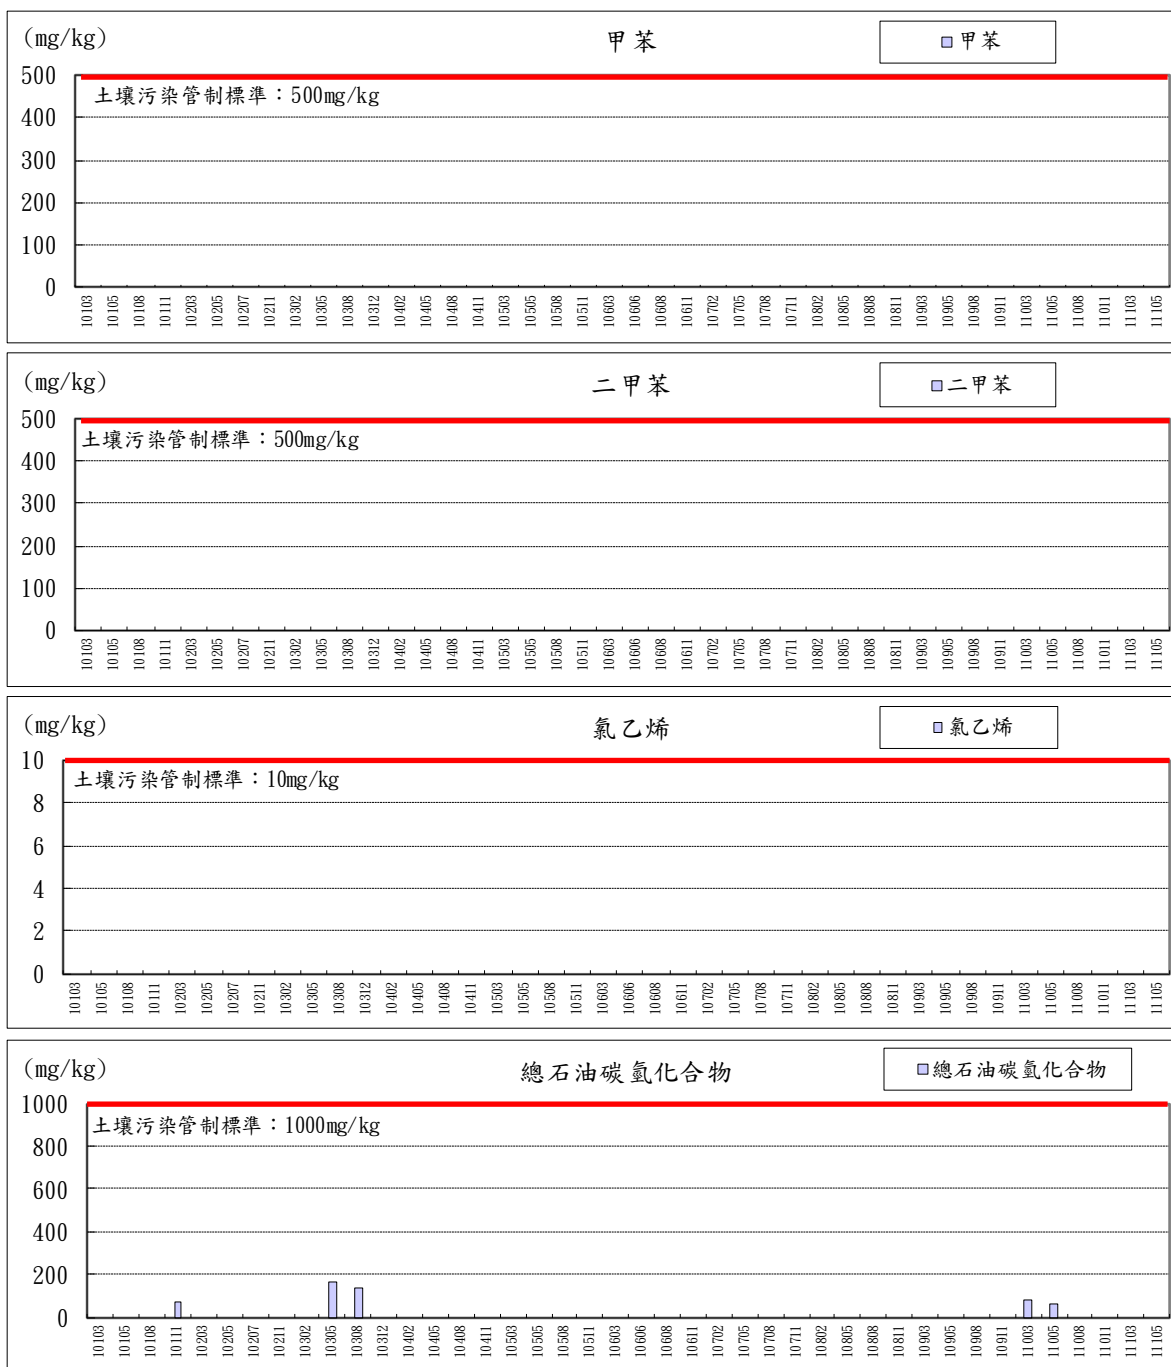 (mg/kg)
甲苯
甲苯
500
土壤污染管制標準：500mg/kg
400
300
200
100
0
10103 10105 10108 10111 10203 10205 10207 10211 10302 10305 10308 10312 10402 10405 10408 10411 10503 10505 10508 10511 10603 10606 10608 10611 10702 10705 10708 10711 10802 10805 10808 10811 10903 10905 10908 10911 11003 11005 11008 11011 11103 11105
(mg/kg)
二甲苯
二甲苯
500
土壤污染管制標準：500mg/kg
400
300
200
100
0
10103 10105 10108 10111 10203 10205 10207 10211 10302 10305 10308 10312 10402 10405 10408 10411 10503 10505 10508 10511 10603 10606 10608 10611 10702 10705 10708 10711 10802 10805 10808 10811 10903 10905 10908 10911 11003 11005 11008 11011 11103 11105
(mg/kg)
氯乙烯
氯乙烯
10
土壤污染管制標準：10mg/kg
8
6
4
2
0
10103 10105 10108 10111 10203 10205 10207 10211 10302 10305 10308 10312 10402 10405 10408 10411 10503 10505 10508 10511 10603 10606 10608 10611 10702 10705 10708 10711 10802 10805 10808 10811 10903 10905 10908 10911 11003 11005 11008 11011 11103 11105
(mg/kg)
總石油碳氫化合物
總石油碳氫化合物
1000
土壤污染管制標準：1000mg/kg
800
600
400
200
0
10103 10105 10108 10111 10203 10205 10207 10211 10302 10305 10308 10312 10402 10405 10408 10411 10503 10505 10508 10511 10603 10606 10608 10611 10702 10705 10708 10711 10802 10805 10808 10811 10903 10905 10908 10911 11003 11005 11008 11011 11103 11105